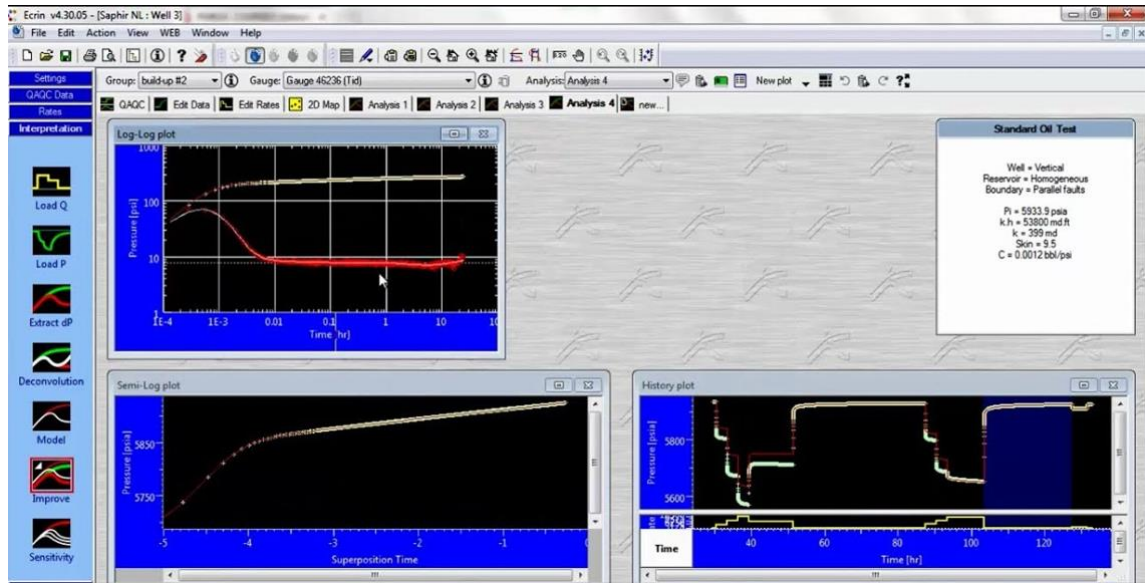 Ecrin v4.30.05 - [Saphir NL : Well 3]
File Edit Action View WEB Window Help
Settings
QAQC Data
Rates
Interpretation
Load Q
Load P
Extract dP
Deconvolution
Model
Improve
Sensitivity
Group: build-up #2 Gauge: Gauge 46236 (Tid) Analysis: Analysis 4 New plot
QAQC Edit Data Edit Rates 2D Map Analysis 1 Analysis 2 Analysis 3 Analysis 4 new...
Log-Log plot
1000
100
10
1
Pressure [psi]
1E-4 1E-3 0.01 0.1 1 10
Time [hr]
Standard Oil Test
Well = Vertical
Reservoir = Homogeneous
Boundary = Parallel faults
Pi = 5933.9 psia
k.h = 53800 md.ft
k = 399 md
Skin = 9.5
C = 0.0012 bbl/psi
Semi-Log plot
5850
5750
Pressure [psia]
-5 -4 -3 -2 -1
Superposition Time
History plot
5800
5600
Pressure [psia]
Time
40 60 80 100 120
Time [hr]